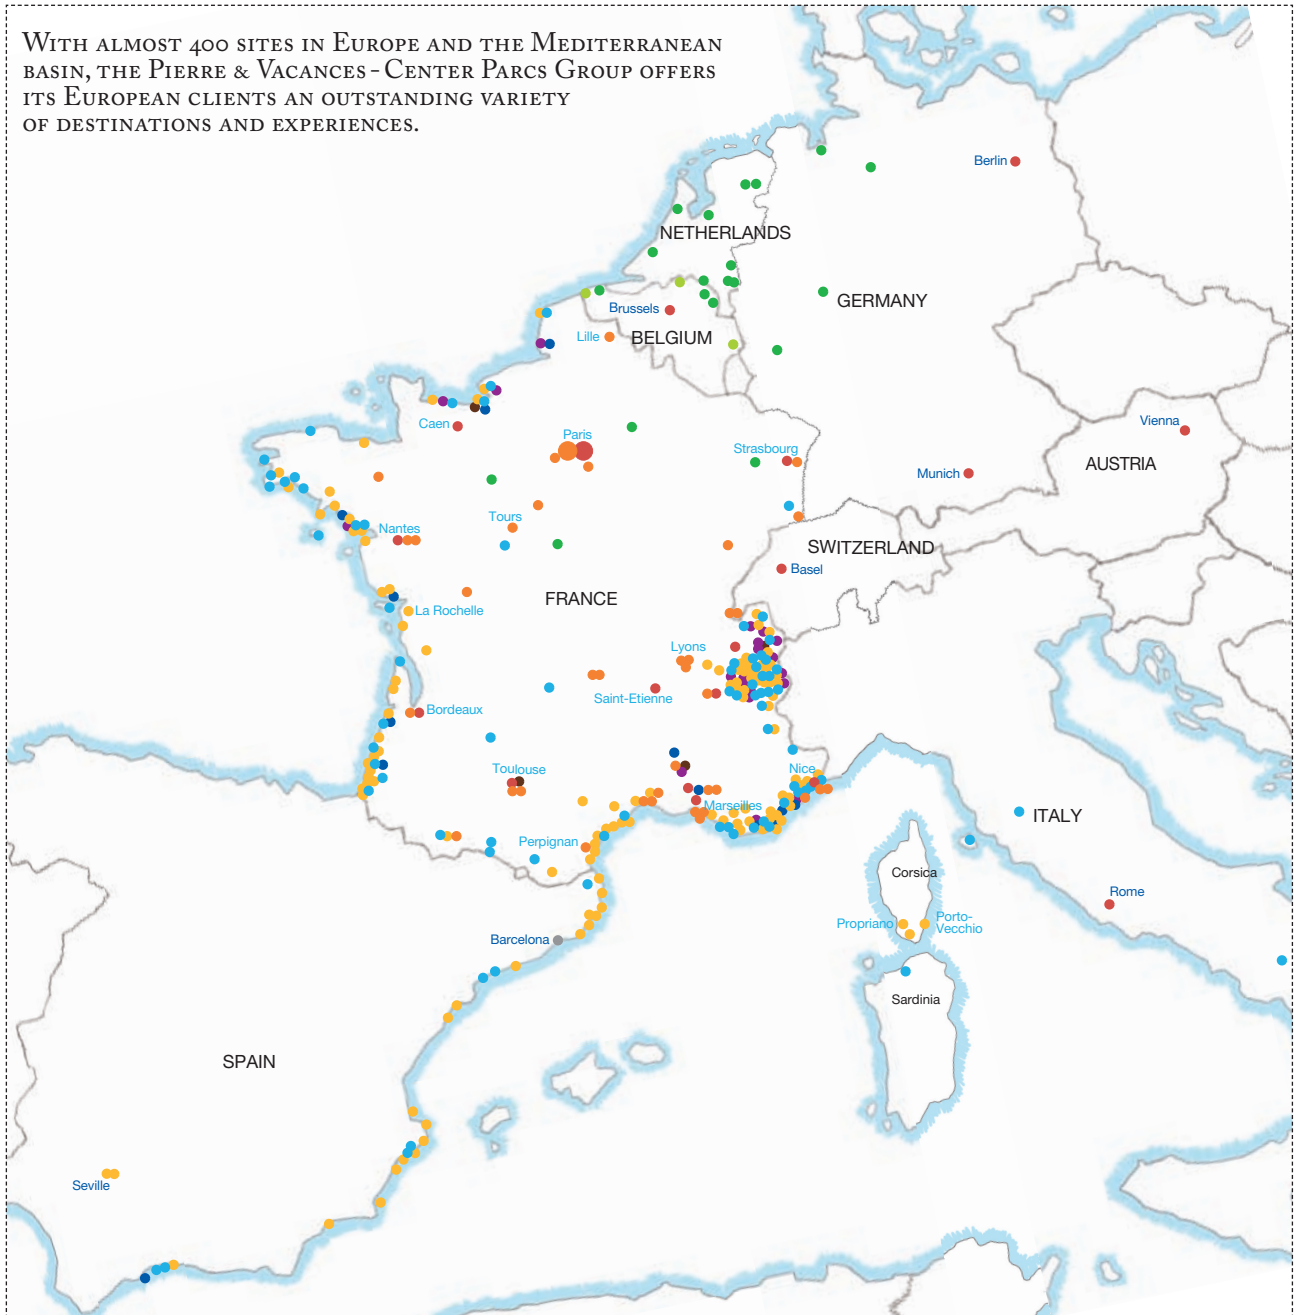 With almost 400 sites in Europe and the Mediterranean
basin, the Pierre & Vacances - Center Parcs Group offers
its European clients an outstanding variety
of destinations and experiences.
Berlin
NETHERLANDS
GERMANY
Brussels
Lille
BELGIUM
Caen
Paris
Strasbourg
Vienna
AUSTRIA
Munich
Tours
Nantes
SWITZERLAND
Basel
FRANCE
La Rochelle
Lyons
Saint-Etienne
Bordeaux
Toulouse
Nice
Marseilles
ITALY
Perpignan
Corsica
Rome
Propriano
Porto-
Vecchio
Barcelona
Sardinia
SPAIN
Seville